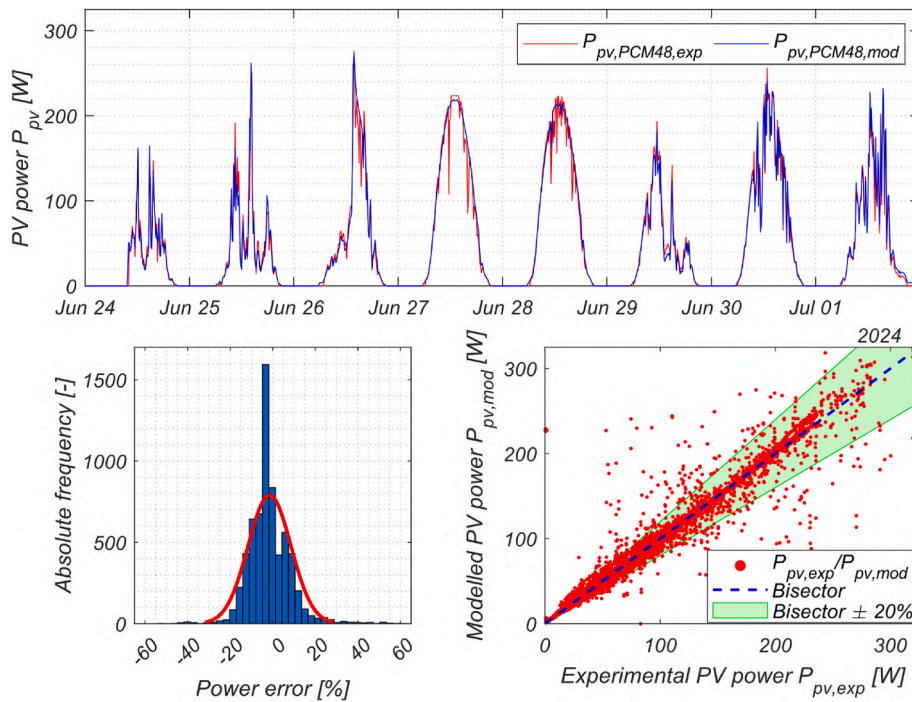 300
200
100
0
PV power P_pv [W]
P_pv,PCM48,exp
P_pv,PCM48,mod
Jun 24 Jun 25 Jun 26 Jun 27 Jun 28 Jun 29 Jun 30 Jul 01
2024
1500
1000
500
0
Absolute frequency [-]
-60 -40 -20 0 20 40 60
Power error [%]
300
200
100
0
Modelled PV power P_pv,mod [W]
P_pv,exp/P_pv,mod
Bisector
Bisector ± 20%
0 100 200 300
Experimental PV power P_pv,exp [W]